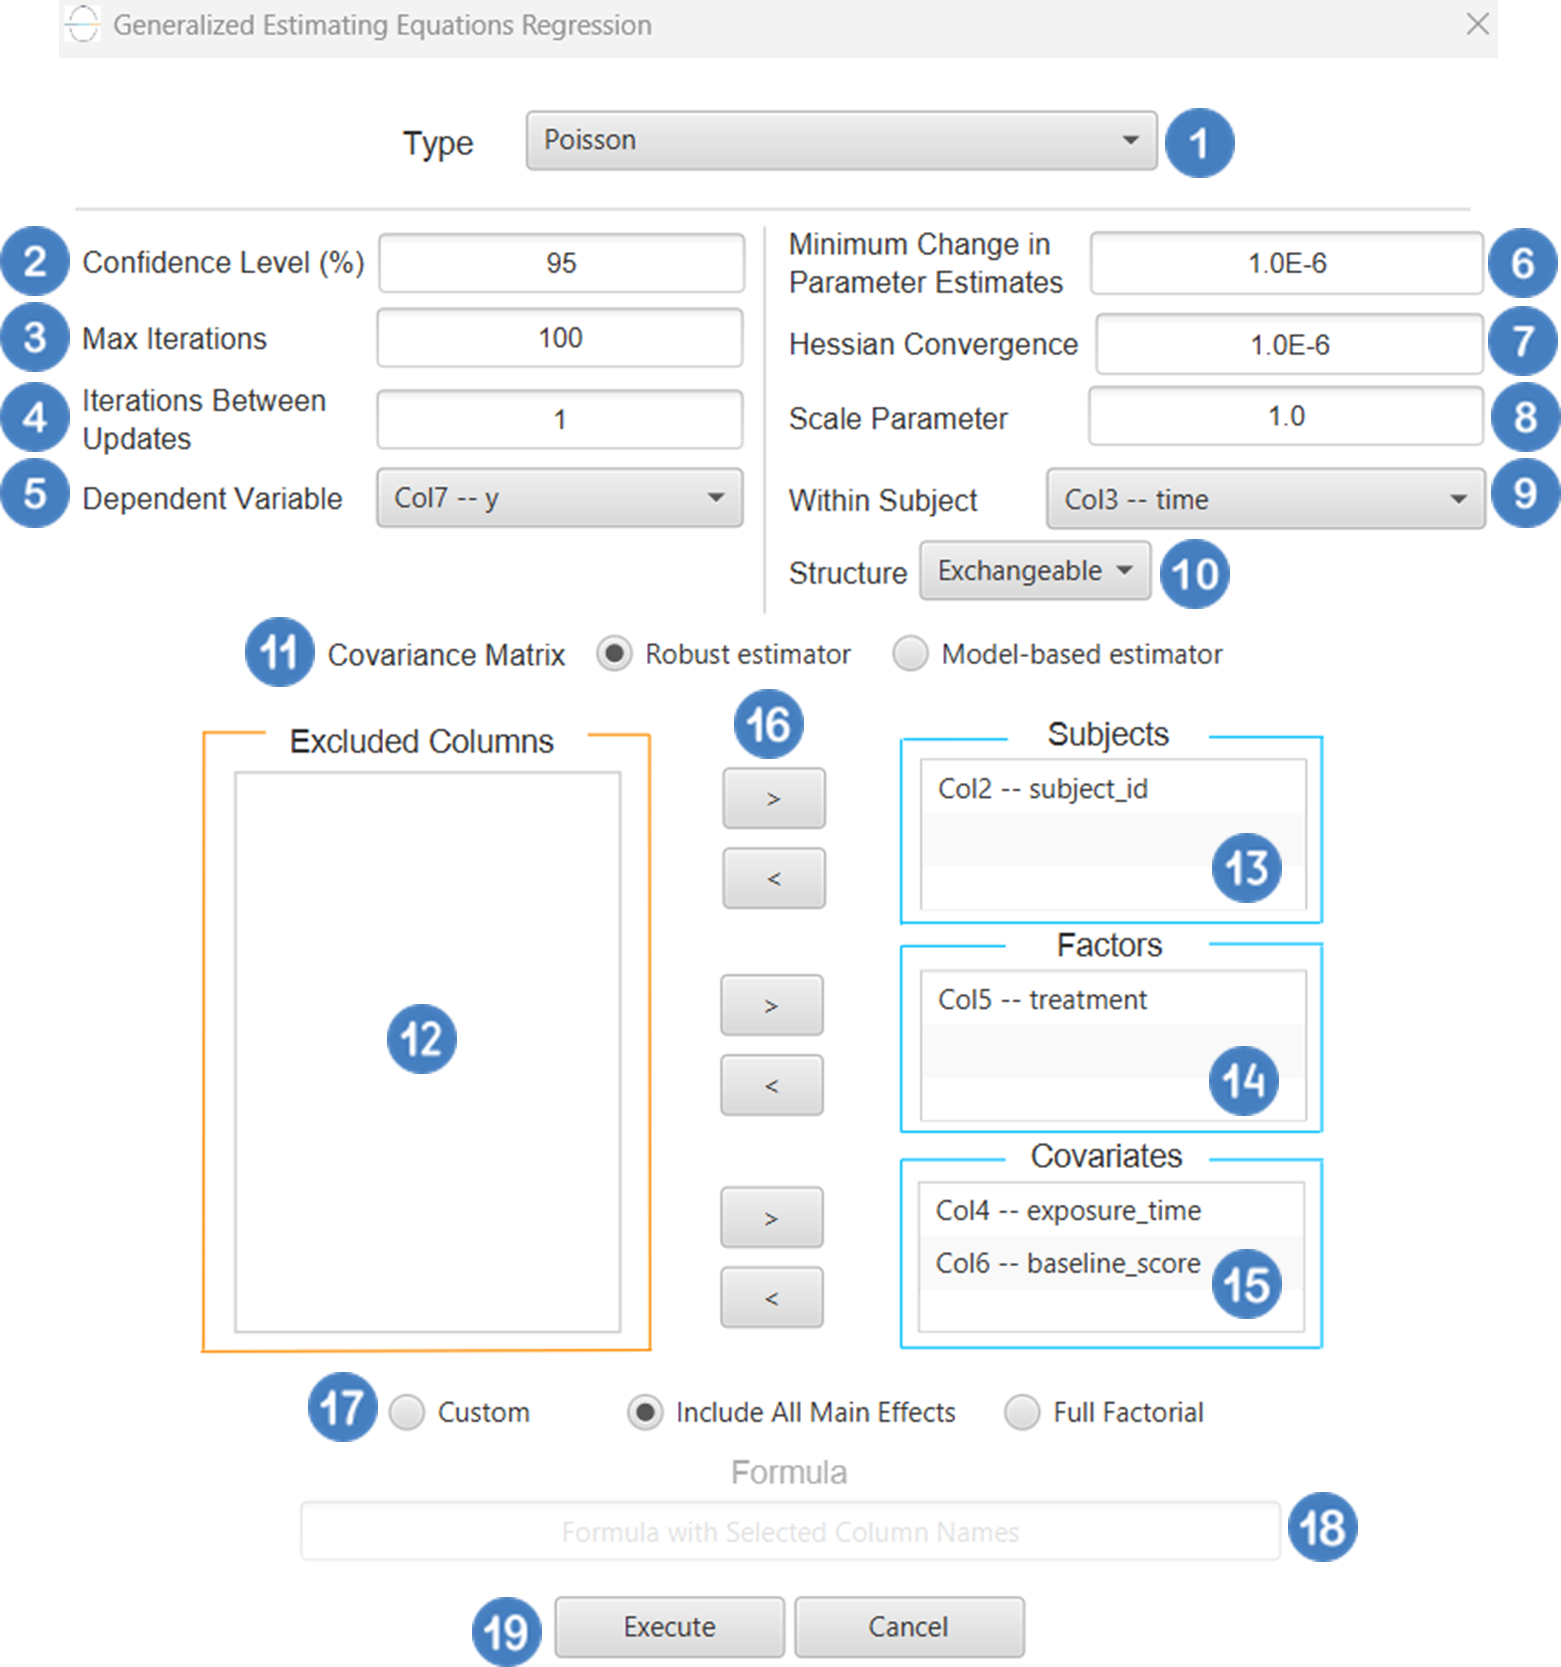 Generalized Estimating Equations Regression
Type Poisson 1
2 Confidence Level (%) 95
Minimum Change in
Parameter Estimates 1.0E-6 6
3 Max Iterations 100
Hessian Convergence 1.0E-6 7
4 Iterations Between
Updates 1
Scale Parameter 1.0 8
5 Dependent Variable Col7 -- y
Within Subject Col3 -- time 9
Structure Exchangeable 10
11 Covariance Matrix Robust estimator Model-based estimator
Excluded Columns
12
16
>
<
>
<
>
<
Subjects
Col2 -- subject_id
13
Factors
Col5 -- treatment
14
Covariates
Col4 -- exposure_time
Col6 -- baseline_score
15
17 Custom Include All Main Effects Full Factorial
Formula
Formula with Selected Column Names 18
19 Execute Cancel